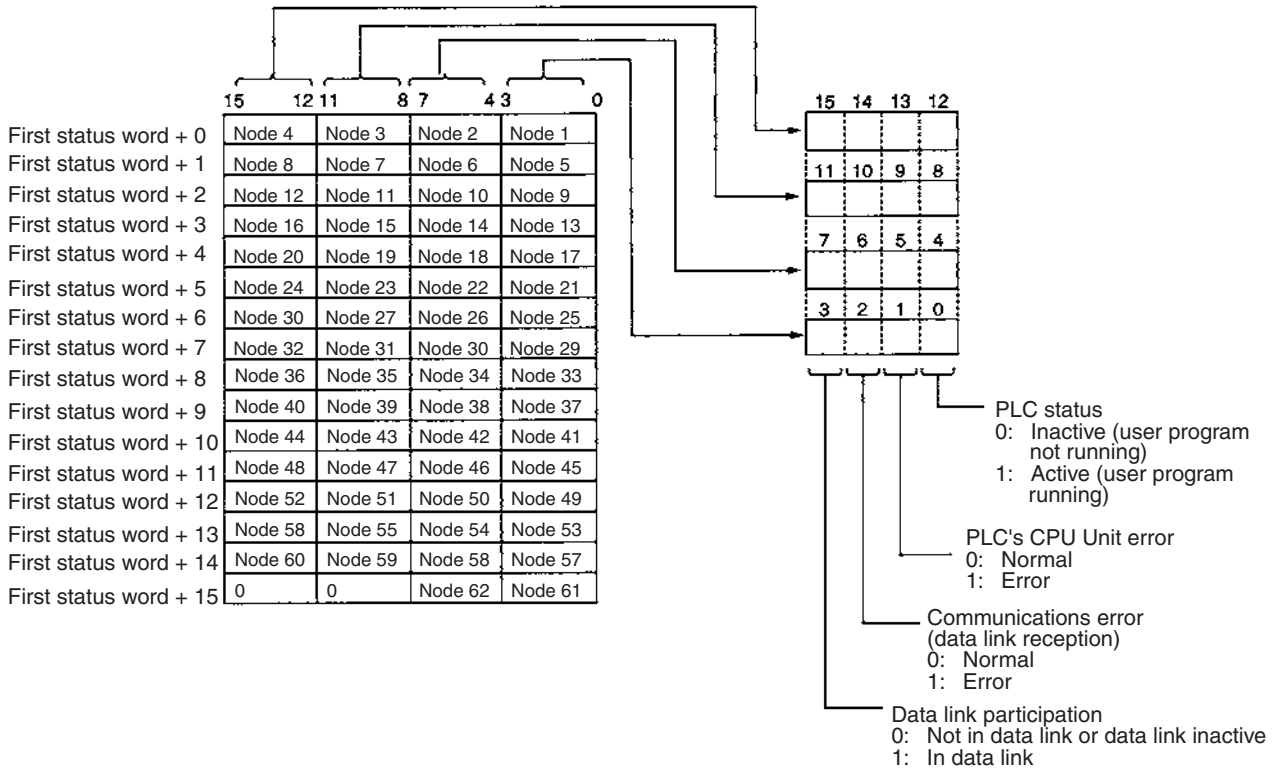 15 12 11 8 7 4 3 0
First status word + 0 Node 4 Node 3 Node 2 Node 1
First status word + 1 Node 8 Node 7 Node 6 Node 5
First status word + 2 Node 12 Node 11 Node 10 Node 9
First status word + 3 Node 16 Node 15 Node 14 Node 13
First status word + 4 Node 20 Node 19 Node 18 Node 17
First status word + 5 Node 24 Node 23 Node 22 Node 21
First status word + 6 Node 30 Node 27 Node 26 Node 25
First status word + 7 Node 32 Node 31 Node 30 Node 29
First status word + 8 Node 36 Node 35 Node 34 Node 33
First status word + 9 Node 40 Node 39 Node 38 Node 37
First status word + 10 Node 44 Node 43 Node 42 Node 41
First status word + 11 Node 48 Node 47 Node 46 Node 45
First status word + 12 Node 52 Node 51 Node 50 Node 49
First status word + 13 Node 58 Node 55 Node 54 Node 53
First status word + 14 Node 60 Node 59 Node 58 Node 57
First status word + 15 0 0 Node 62 Node 61
15 14 13 12
11 10 9 8
7 6 5 4
3 2 1 0
PLC status
0: Inactive (user program
not running)
1: Active (user program
running)
PLC's CPU Unit error
0: Normal
1: Error
Communications error
(data link reception)
0: Normal
1: Error
Data link participation
0: Not in data link or data link inactive
1: In data link